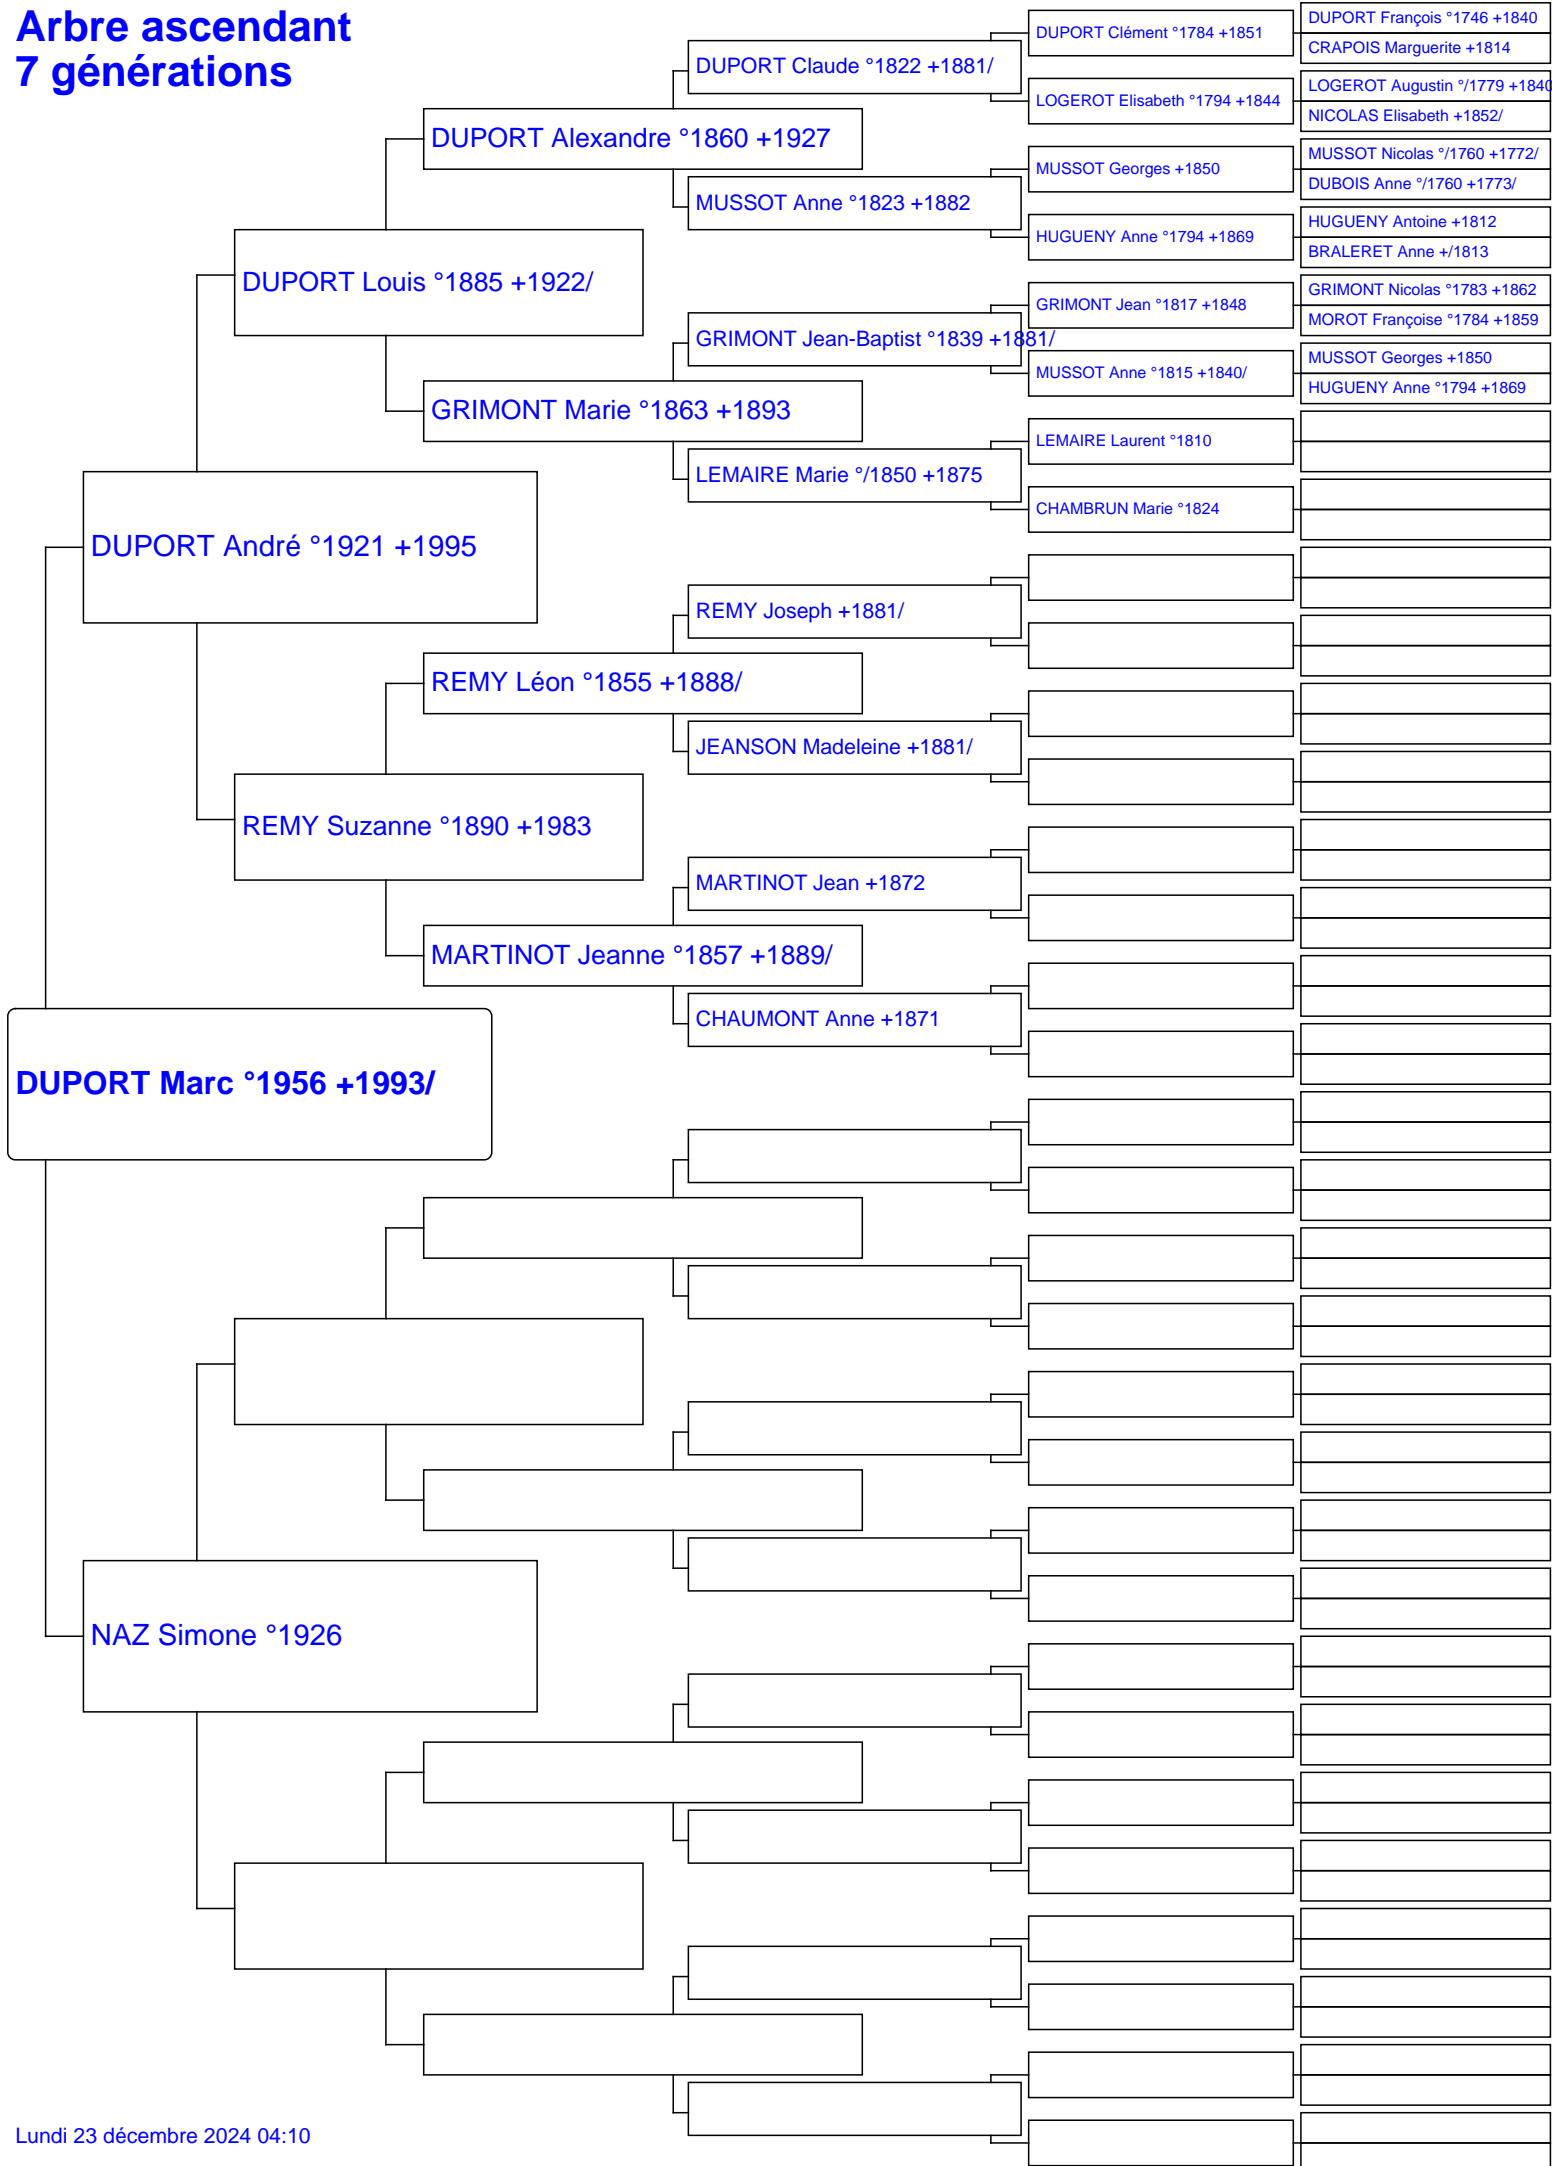 Arbre ascendant
7 générations
DUPORT François °1746 +1840
DUPORT Clément °1784 +1851
CRAPOIS Marguerite +1814
DUPORT Claude °1822 +1881/
LOGEROT Augustin °/1779 +1840
LOGEROT Elisabeth °1794 +1844
NICOLAS Elisabeth +1852/
DUPORT Alexandre °1860 +1927
MUSSOT Nicolas °/1760 +1772/
MUSSOT Georges +1850
DUBOIS Anne °/1760 +1773/
MUSSOT Anne °1823 +1882
HUGUENY Antoine +1812
HUGUENY Anne °1794 +1869
BRALERET Anne +/1813
DUPORT Louis °1885 +1922/
GRIMONT Nicolas °1783 +1862
GRIMONT Jean °1817 +1848
MOROT Françoise °1784 +1859
GRIMONT Jean-Baptist °1839 +1881/
MUSSOT Georges +1850
MUSSOT Anne °1815 +1840/
HUGUENY Anne °1794 +1869
GRIMONT Marie °1863 +1893
LEMAIRE Laurent °1810
LEMAIRE Marie °/1850 +1875
CHAMBRUN Marie °1824
DUPORT André °1921 +1995
REMY Joseph +1881/
REMY Léon °1855 +1888/
JEANSON Madeleine +1881/
REMY Suzanne °1890 +1983
MARTINOT Jean +1872
MARTINOT Jeanne °1857 +1889/
CHAUMONT Anne +1871
DUPORT Marc °1956 +1993/
NAZ Simone °1926
Lundi 23 décembre 2024 04:10